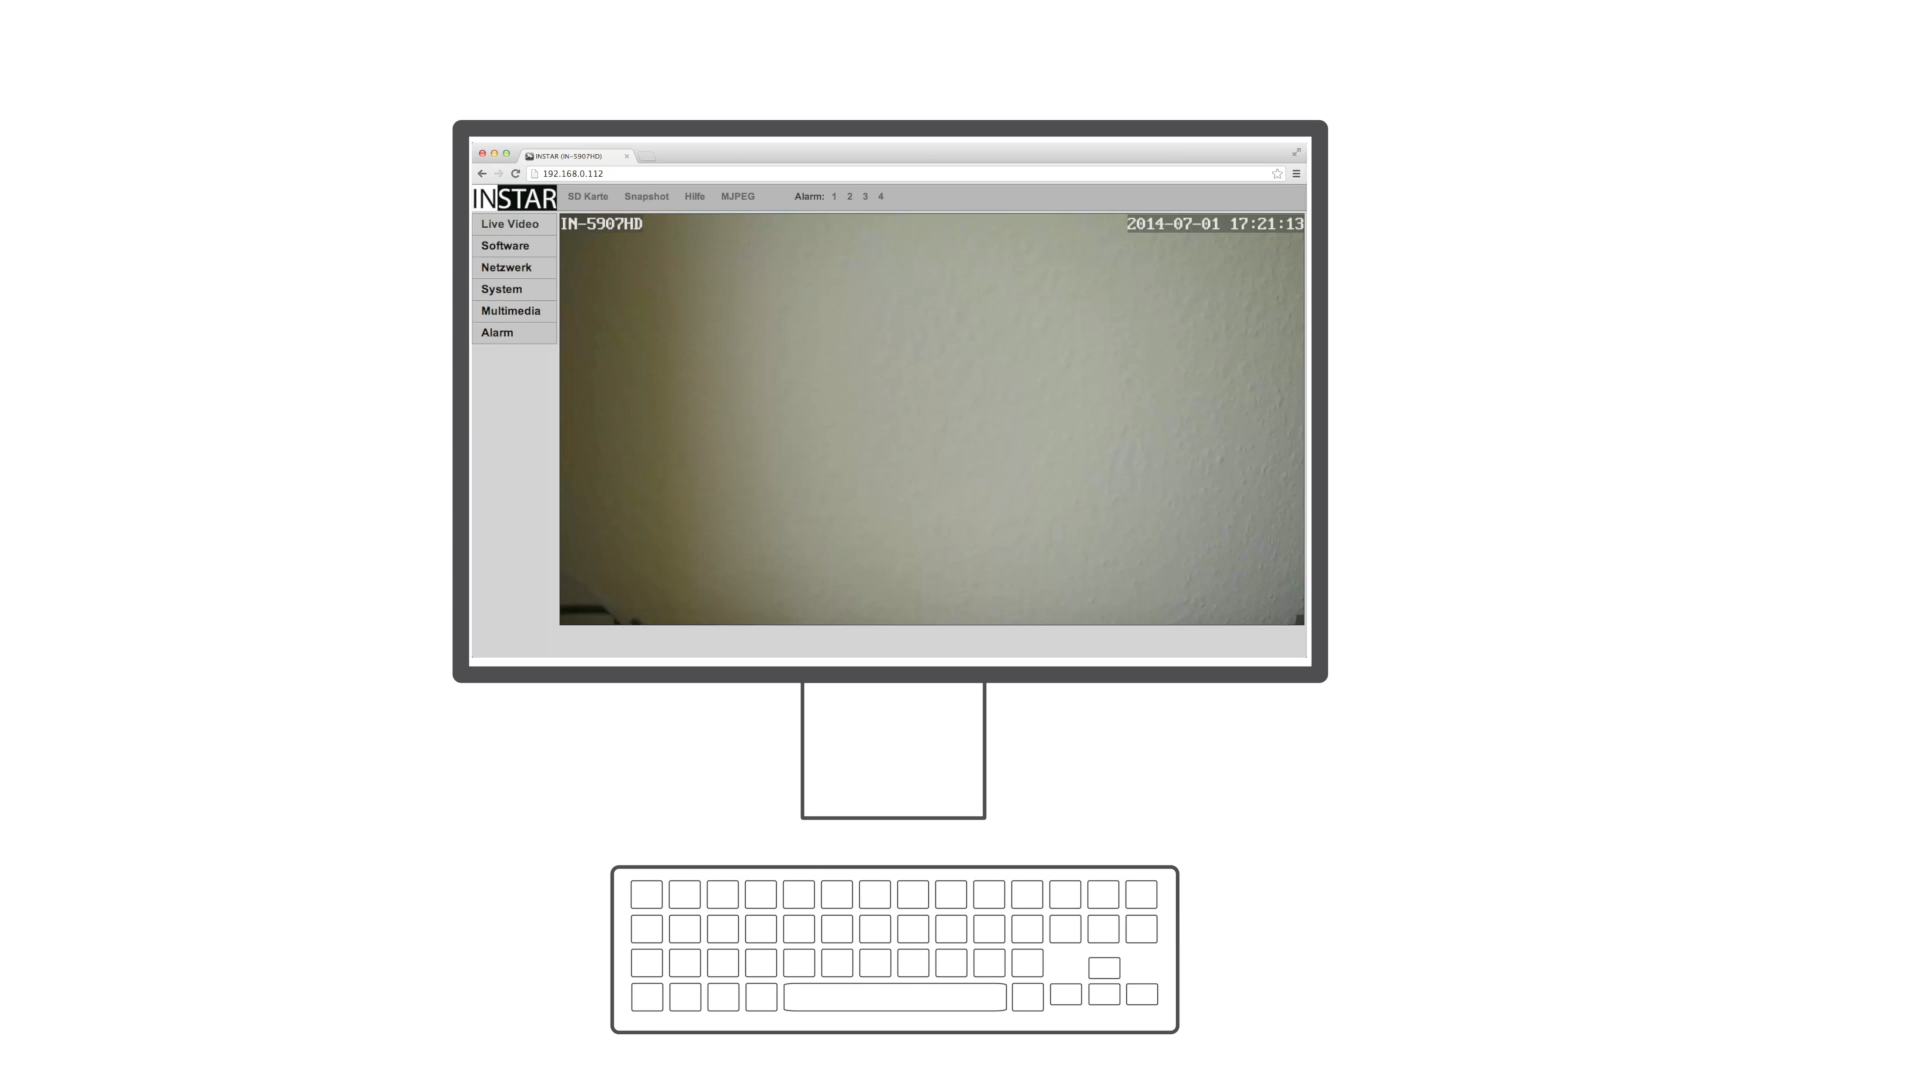 INSTAR (IN-5907HD)
192.168.0.112
INSTAR SD Karte Snapshot Hilfe MJPEG Alarm: 1 2 3 4
Live Video
Software
Netzwerk
System
Multimedia
Alarm
IN-5907HD 2014-07-01 17:21:13